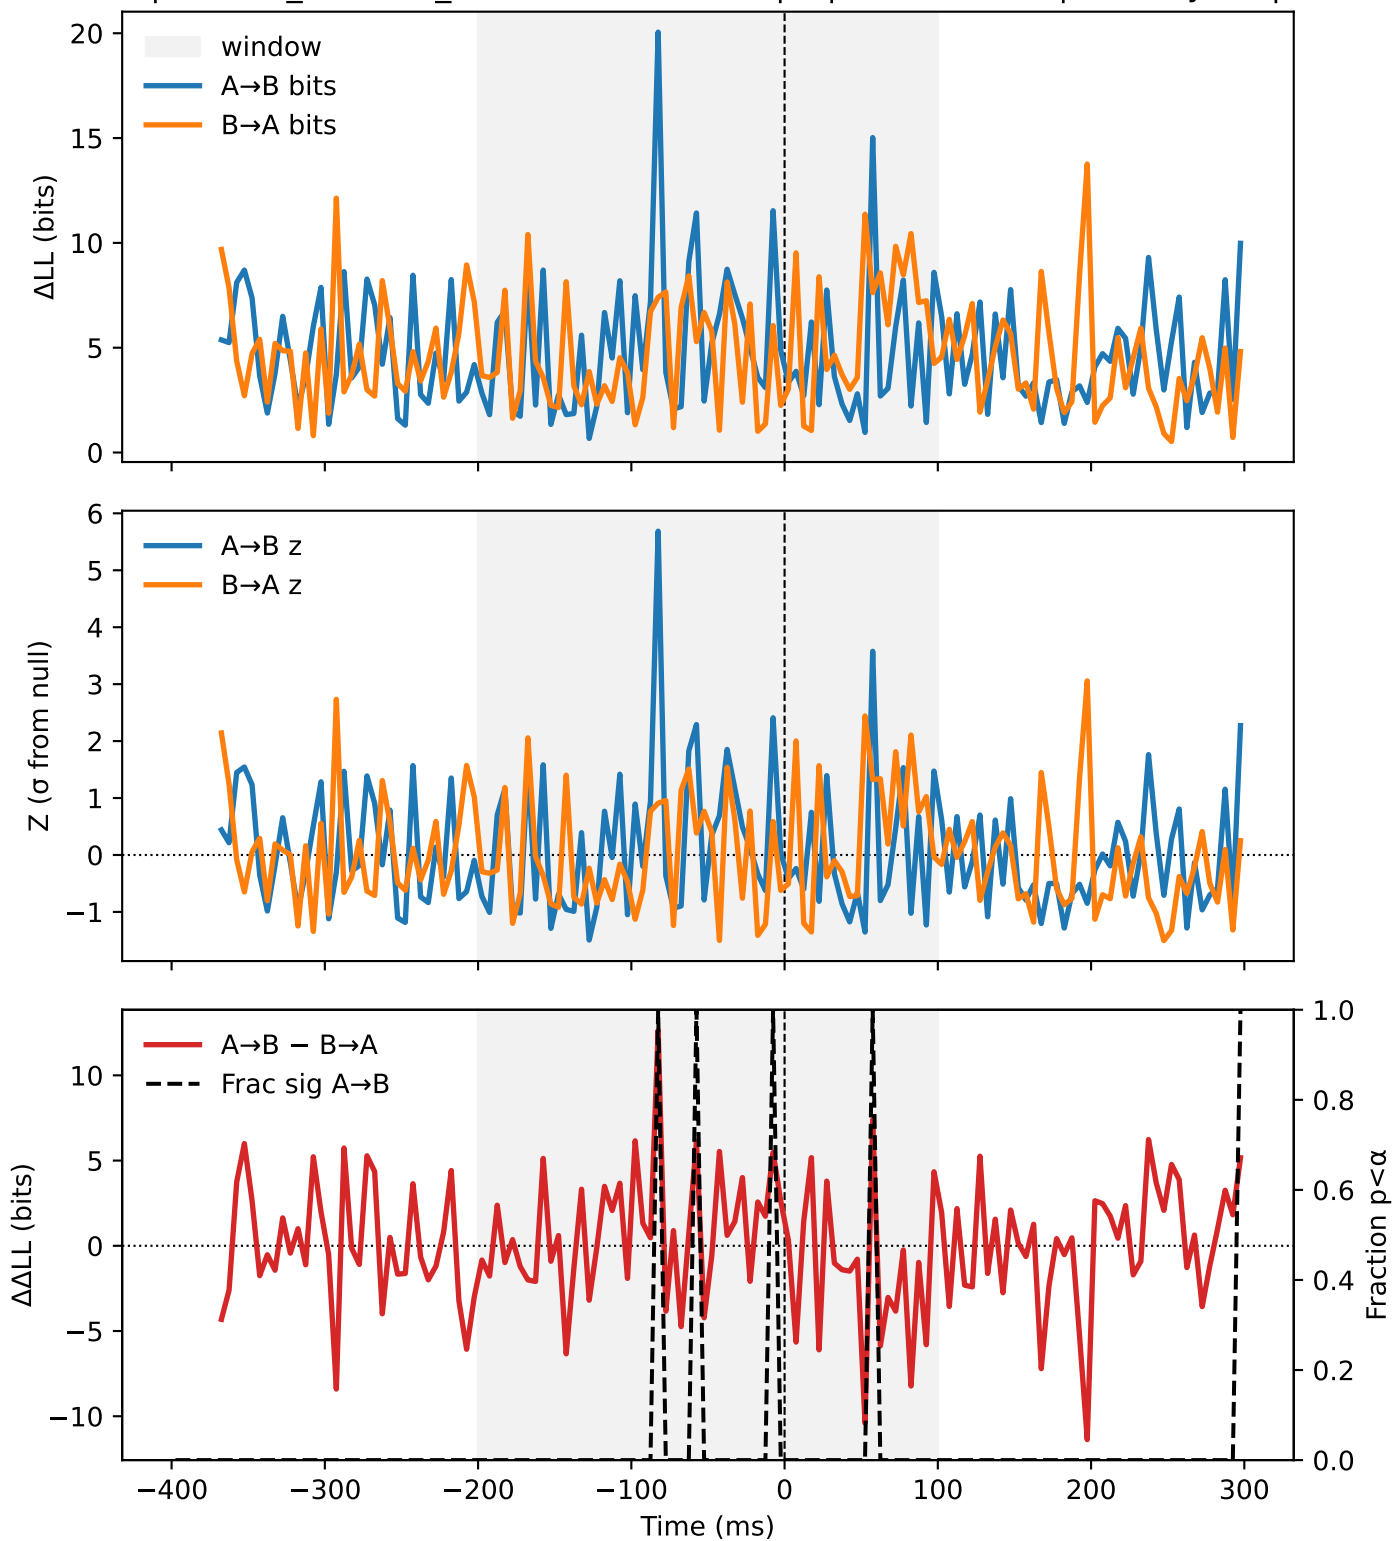 20
15
10
5
0
ΔLL (bits)
window
A→B bits
B→A bits
6
5
4
3
2
1
0
−1
Z (σ from null)
A→B z
B→A z
10
5
0
−5
−10
ΔΔLL (bits)
A→B − B→A
Frac sig A→B
1.0
0.8
0.6
0.4
0.2
0.0
Fraction p<α
−400 −300 −200 −100 0 100 200 300
Time (ms)